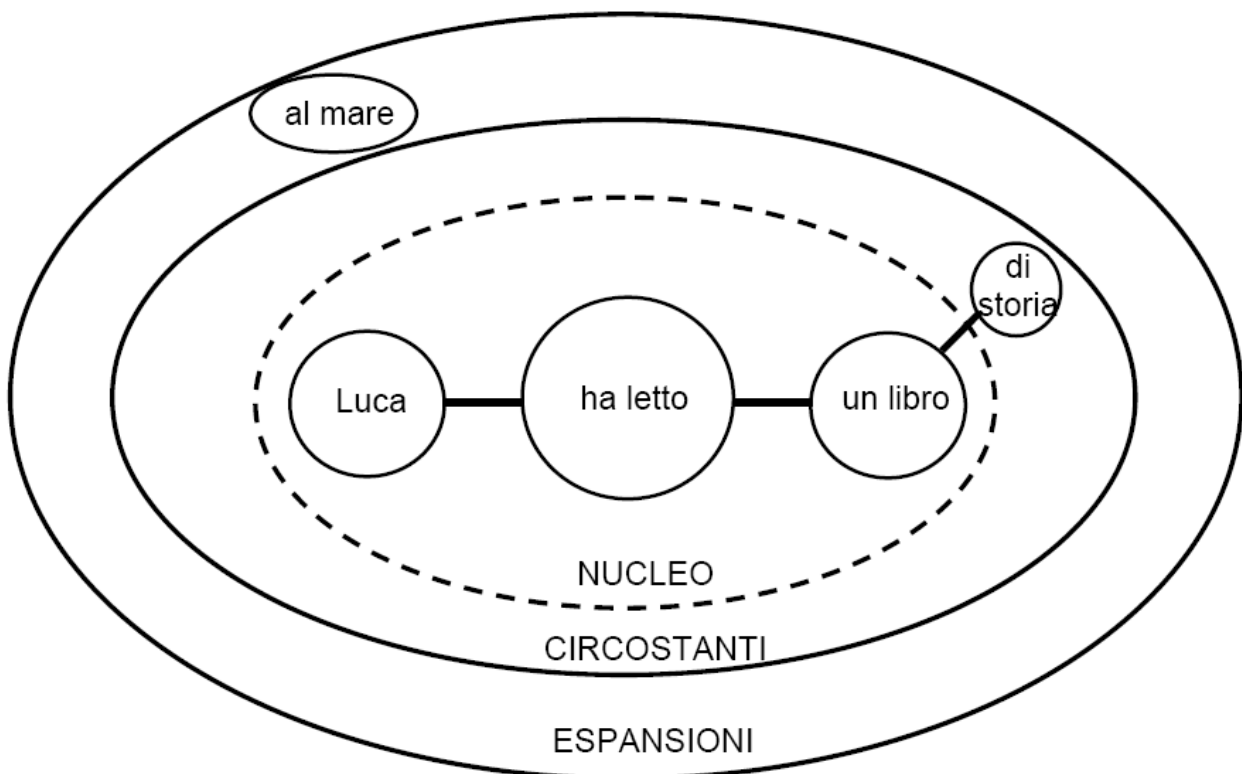 al mare
di
storia
Luca
ha letto
un libro
NUCLEO
CIRCOSTANTI
ESPANSIONI